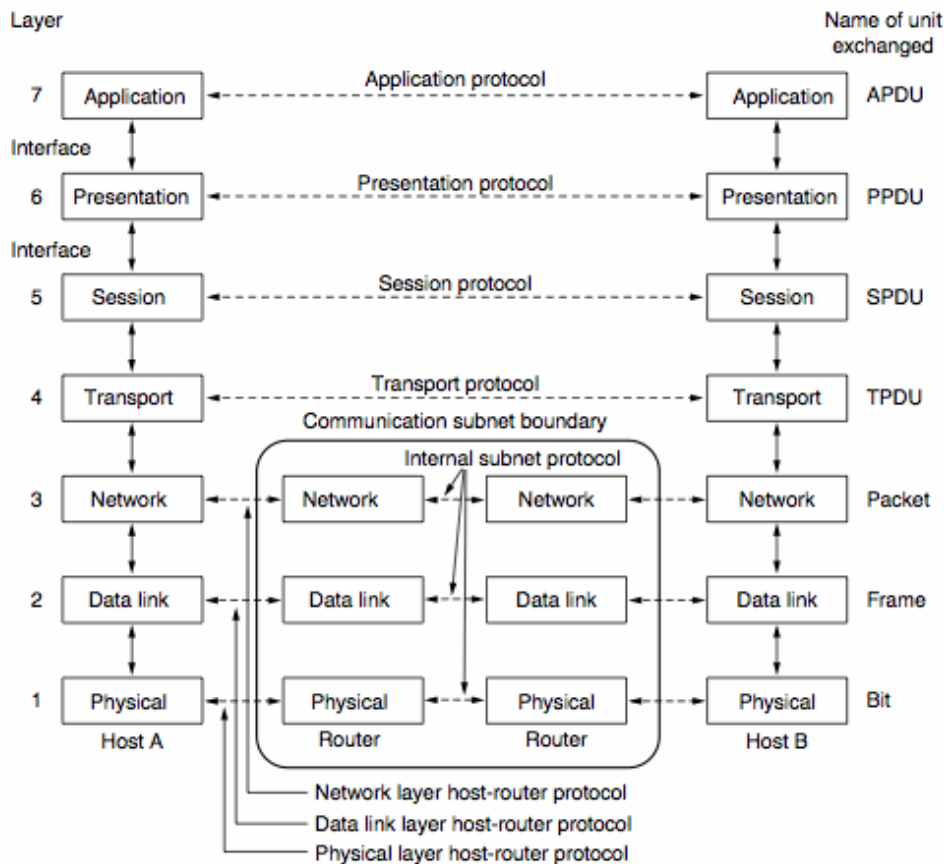 Layer
Name of unit
exchanged
Application protocol
7 Application Application APDU
Interface
Presentation protocol
6 Presentation Presentation PPDU
Interface
Session protocol
5 Session Session SPDU
Transport protocol
4 Transport Transport TPDU
Communication subnet boundary
Internal subnet protocol
3 Network Network Network Network Packet
2 Data link Data link Data link Data link Frame
1 Physical Physical Physical Physical Bit
Host A Router Router Host B
Network layer host-router protocol
Data link layer host-router protocol
Physical layer host-router protocol